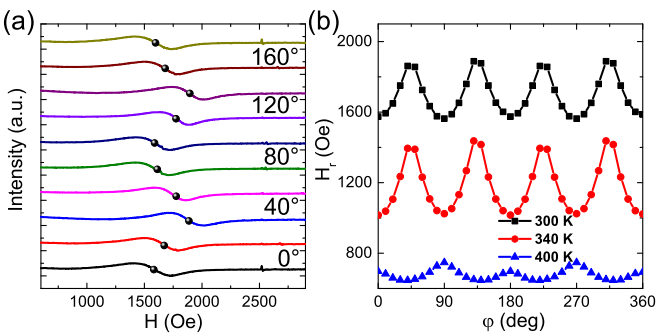 (a)
160°
120°
80°
40°
0°
Intensity (a.u.)
1000 1500 2000 2500
H (Oe)
(b)
2000
1600
1200
800
H_r (Oe)
300 K
340 K
400 K
0 90 180 270 360
φ (deg)